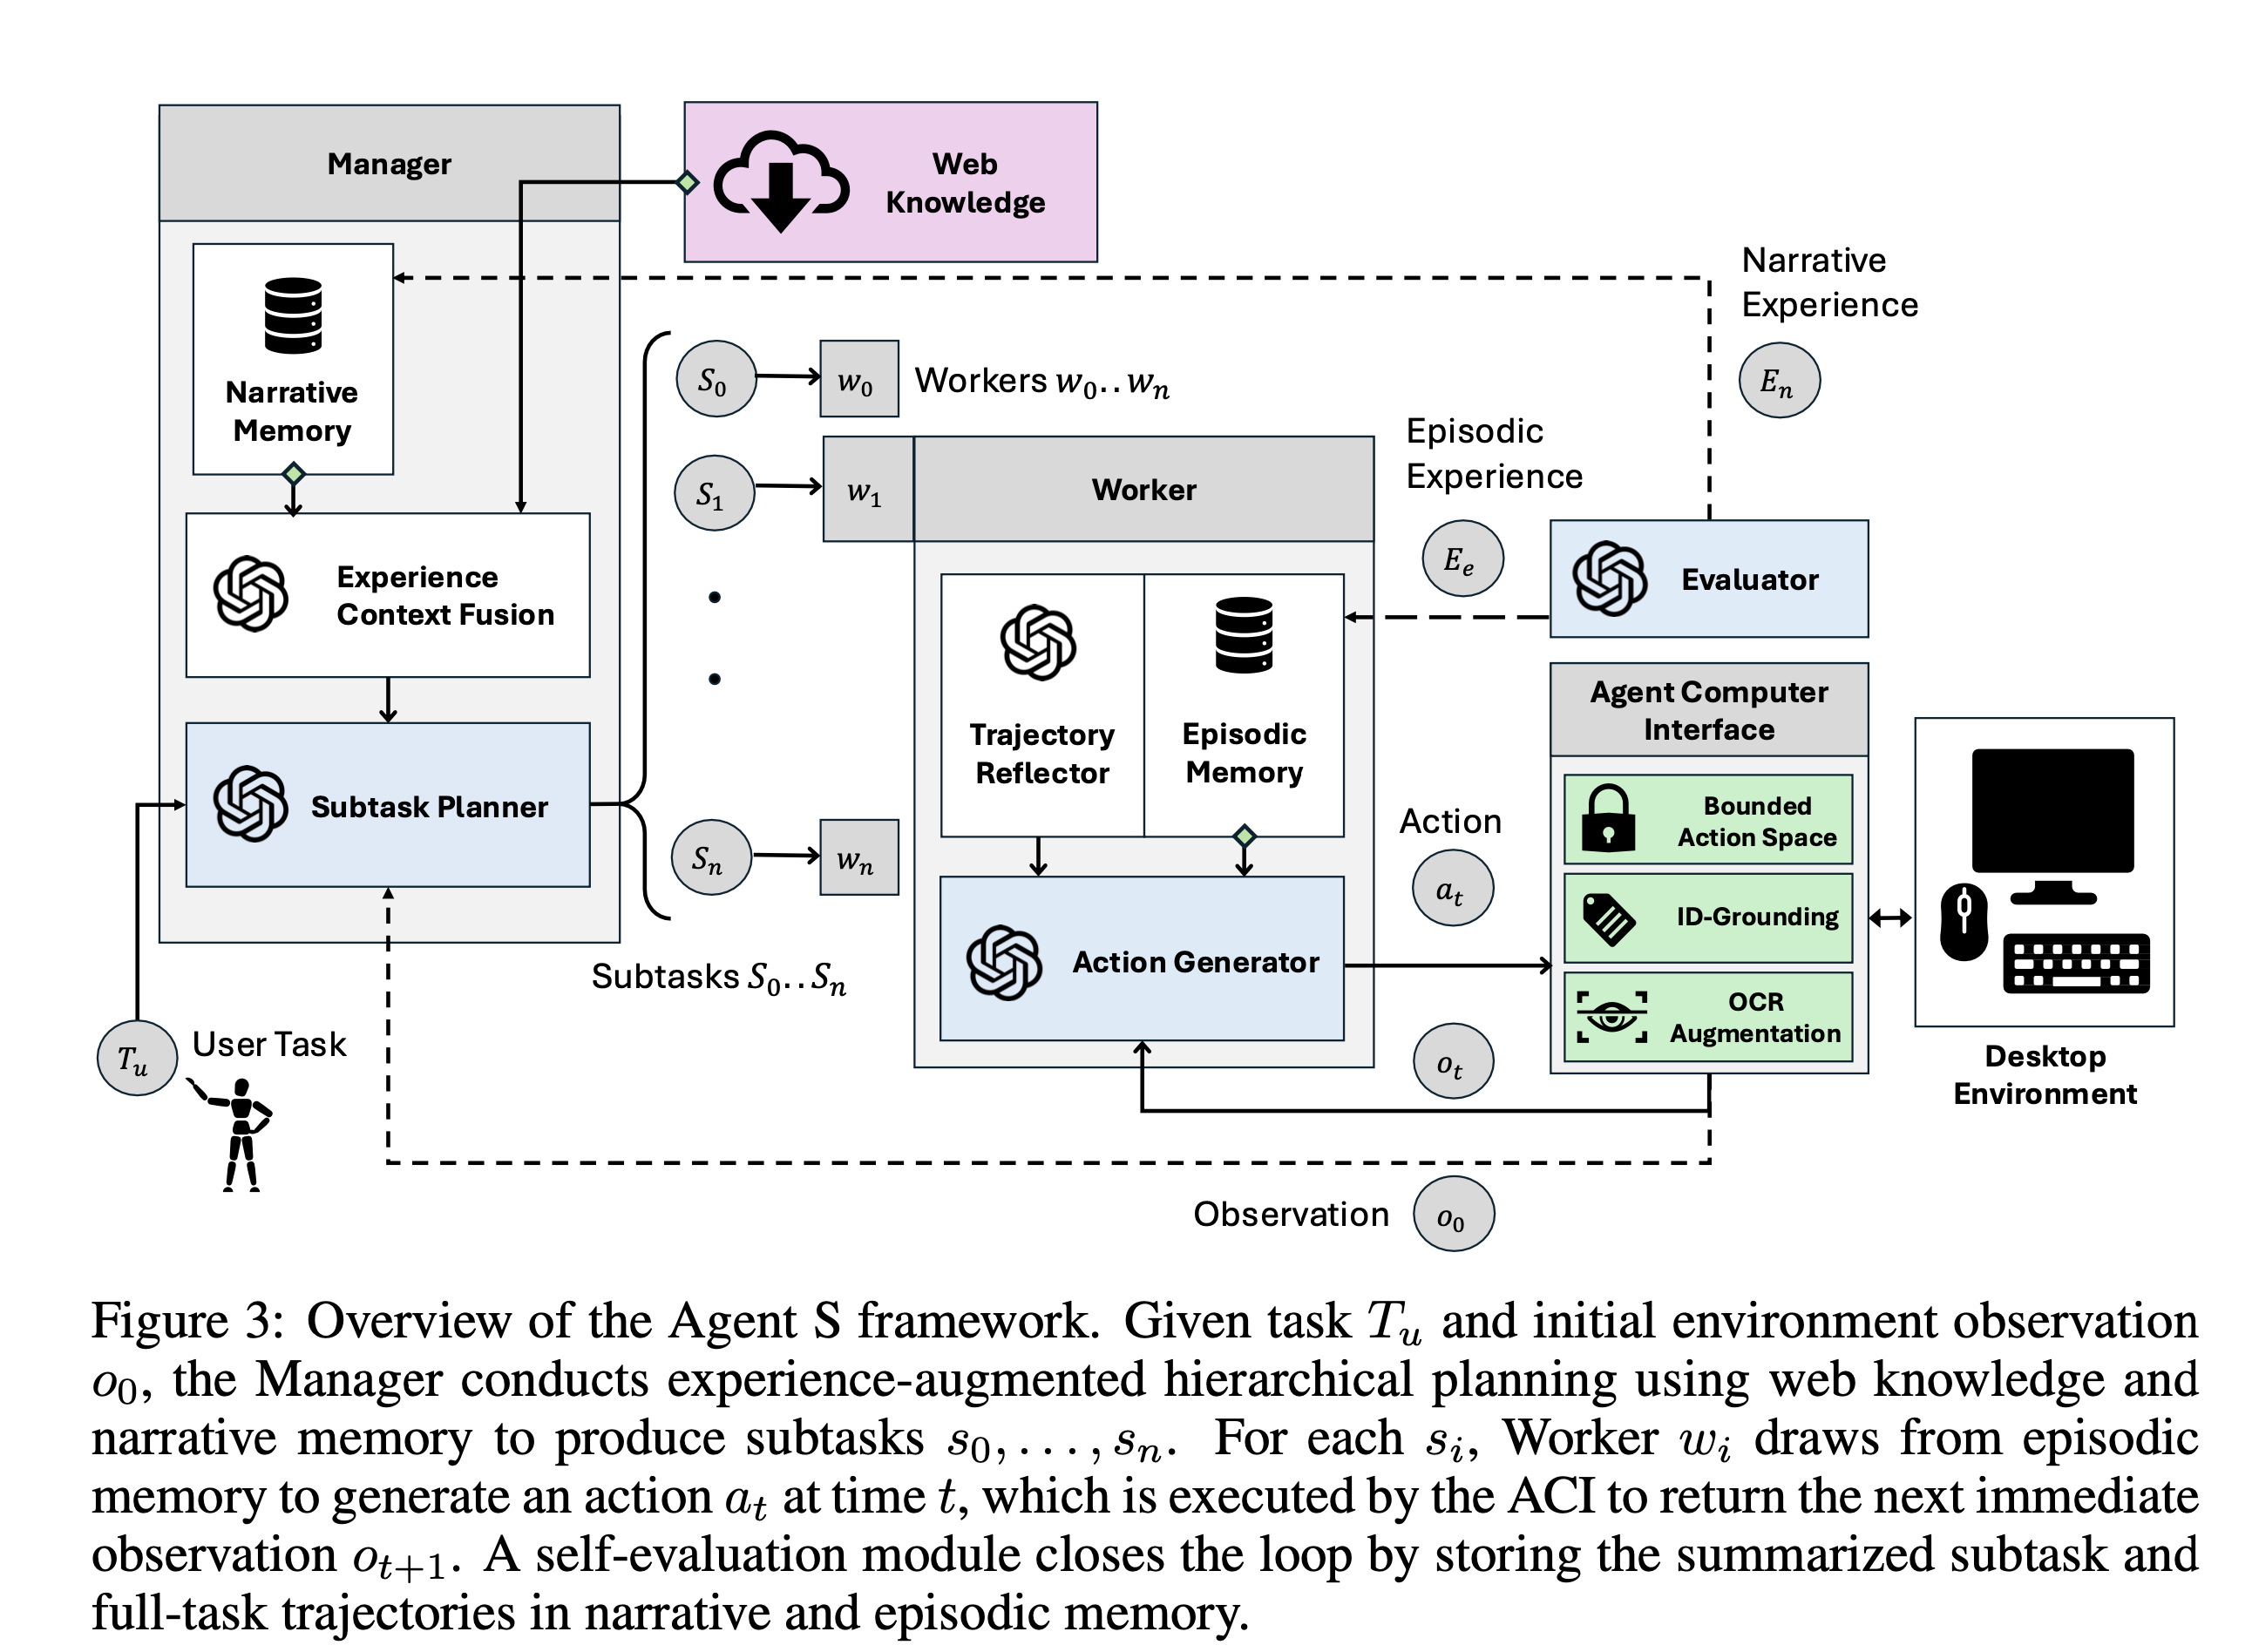 Manager
Web
Knowledge
Narrative
Memory
Experience
Context Fusion
Subtask Planner
T_u
User Task
S_0
w_0
Workers w_0..w_n
S_1
w_1
Worker
S_n
w_n
Subtasks S_0..S_n
Trajectory
Reflector
Episodic
Memory
Action Generator
Narrative
Experience
E_n
Episodic
Experience
E_e
Evaluator
Action
a_t
o_t
Observation
o_0
Agent Computer
Interface
Bounded
Action Space
ID-Grounding
OCR
Augmentation
Desktop
Environment
Figure 3: Overview of the Agent S framework. Given task T_u and initial environment observation
o_0, the Manager conducts experience-augmented hierarchical planning using web knowledge and
narrative memory to produce subtasks s_0, . . . , s_n. For each s_i, Worker w_i draws from episodic
memory to generate an action a_t at time t, which is executed by the ACI to return the next immediate
observation o_{t+1}. A self-evaluation module closes the loop by storing the summarized subtask and
full-task trajectories in narrative and episodic memory.